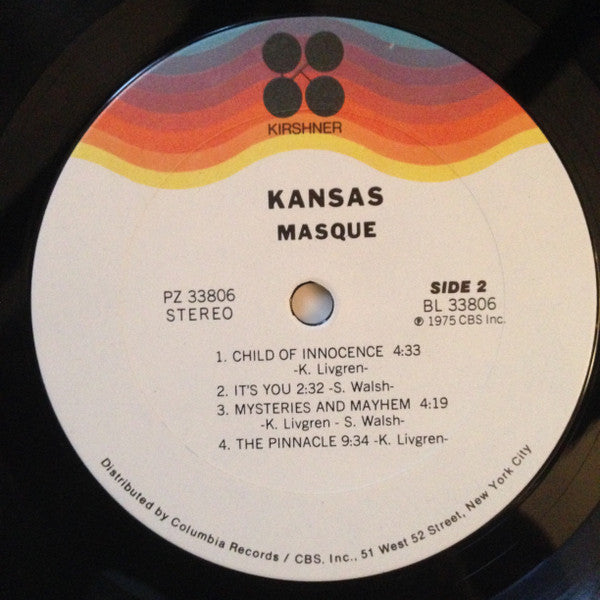 KIRSHNER
KANSAS
MASQUE
PZ 33806
STEREO
SIDE 2
BL 33806
℗ 1975 CBS Inc.
1. CHILD OF INNOCENCE 4:33
-K. Livgren-
2. IT'S YOU 2:32 -S. Walsh-
3. MYSTERIES AND MAYHEM 4:19
-K. Livgren - S. Walsh-
4. THE PINNACLE 9:34 -K. Livgren-
Distributed by Columbia Records / CBS. Inc., 51 West 52 Street, New York City